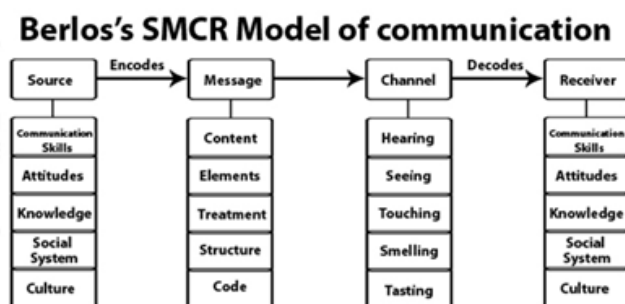 Berlos's SMCR Model of communication
Source Encodes Message Channel Decodes Receiver
Communication Skills Content Hearing Communication Skills
Attitudes Elements Seeing Attitudes
Knowledge Treatment Touching Knowledge
Social System Structure Smelling Social System
Culture Code Tasting Culture